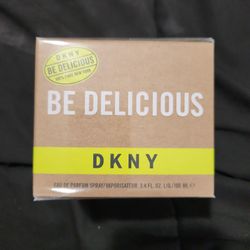 DKNY
BE DELICIOUS
100% PURE NEW YORK
BE DELICIOUS
DKNY
EAU DE PARFUM SPRAY/VAPORISATEUR 3.4 FL. OZ. LIQ./100 ML ℮